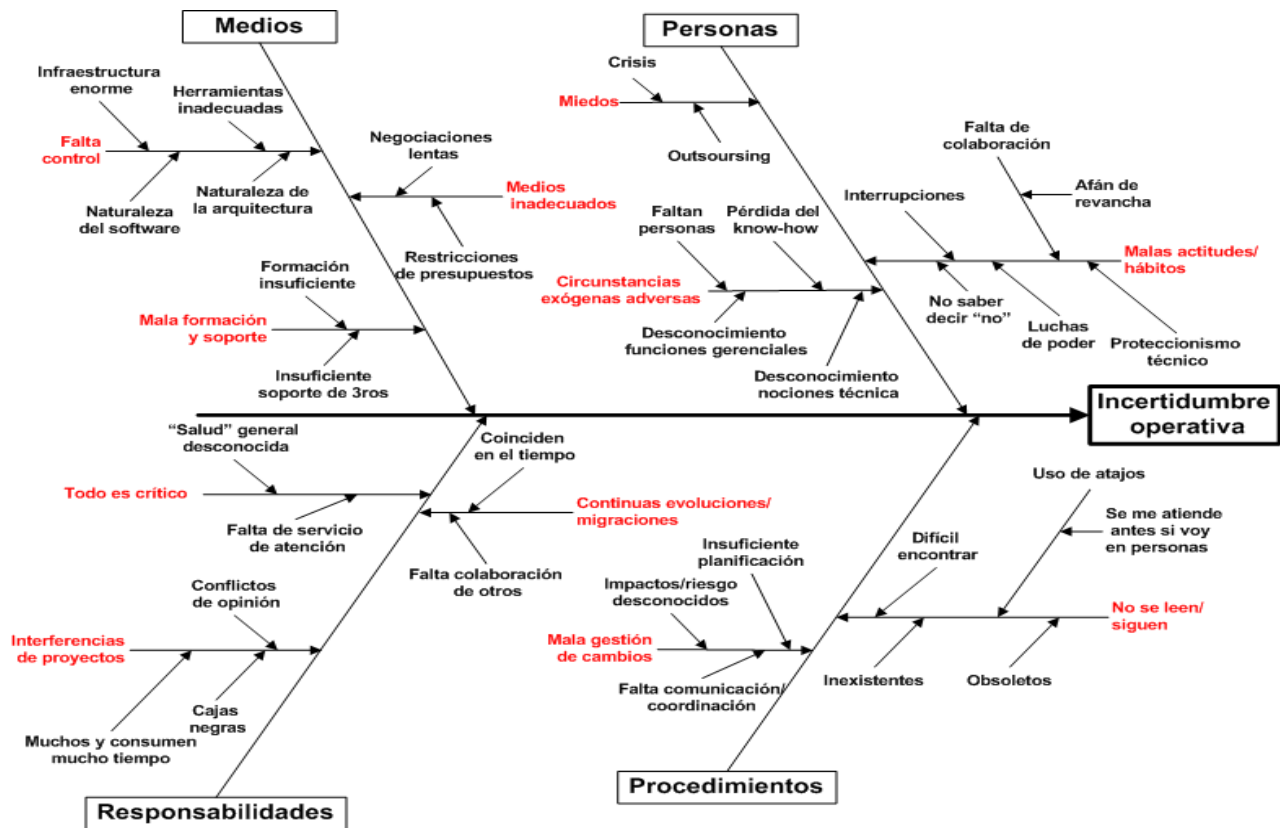 Medios
Infraestructura
enorme
Herramientas
inadecuadas
Falta
control
Naturaleza
del software
Naturaleza de
la arquitectura
Negociaciones
lentas
Medios
inadecuados
Restricciones
de presupuestos
Formación
insuficiente
Mala formación
y soporte
Insuficiente
soporte de 3ros
Personas
Crisis
Miedos
Outsoursing
Falta de
colaboración
Afán de
revancha
Interrupciones
Malas actitudes/
hábitos
No saber
decir “no”
Luchas
de poder
Proteccionismo
técnico
Faltan
personas
Pérdida del
know-how
Circunstancias
exógenas adversas
Desconocimiento
funciones gerenciales
Desconocimiento
nociones técnica
Incertidumbre
operativa
“Salud” general
desconocida
Todo es crítico
Falta de servicio
de atención
Coinciden
en el tiempo
Continuas evoluciones/
migraciones
Falta colaboración
de otros
Conflictos
de opinión
Interferencias
de proyectos
Cajas
negras
Muchos y consumen
mucho tiempo
Responsabilidades
Insuficiente
planificación
Impactos/riesgo
desconocidos
Mala gestión
de cambios
Falta comunicación/
coordinación
Uso de atajos
Se me atiende
antes si voy
en personas
Difícil
encontrar
No se leen/
siguen
Inexistentes
Obsoletos
Procedimientos